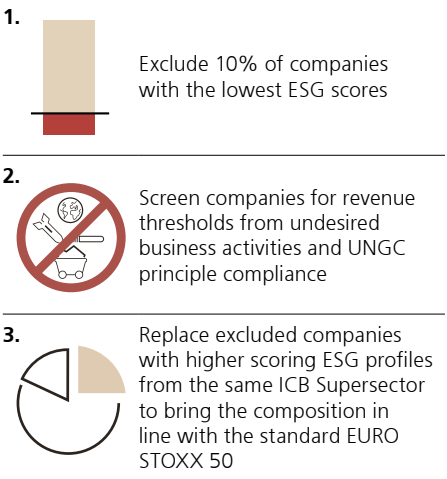 1.
Exclude 10% of companies
with the lowest ESG scores
2.
Screen companies for revenue
thresholds from undesired
business activities and UNGC
principle compliance
3.
Replace excluded companies
with higher scoring ESG profiles
from the same ICB Supersector
to bring the composition in
line with the standard EURO
STOXX 50